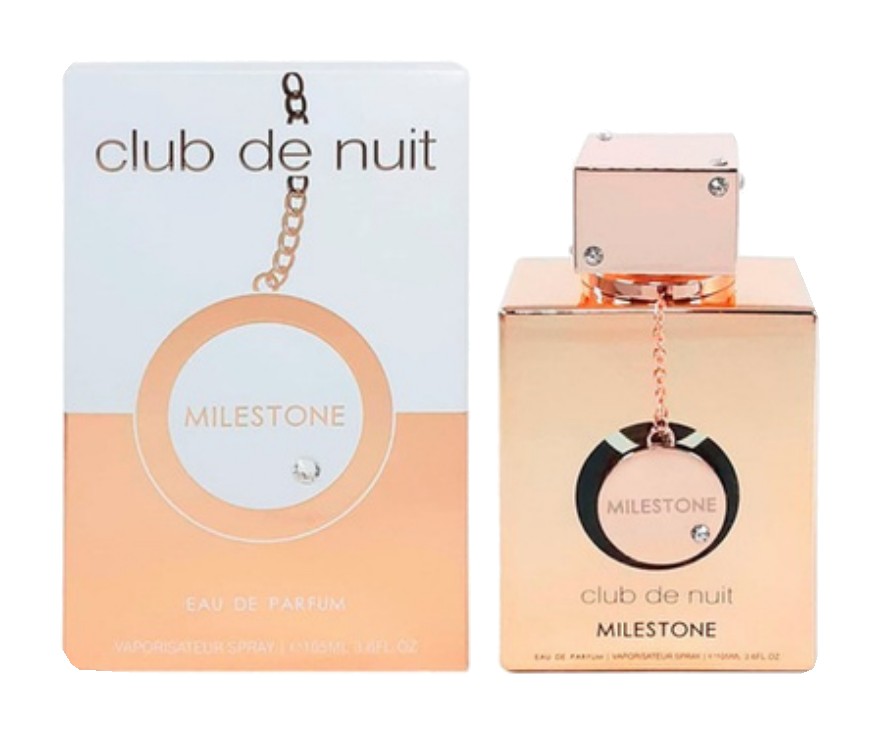 club de nuit
MILESTONE
EAU DE PARFUM
VAPORISATEUR SPRAY | ℮105ML 3.6FL.OZ
MILESTONE
club de nuit
MILESTONE
EAU DE PARFUM | VAPORISATEUR SPRAY | ℮105ML 3.6FL.OZ